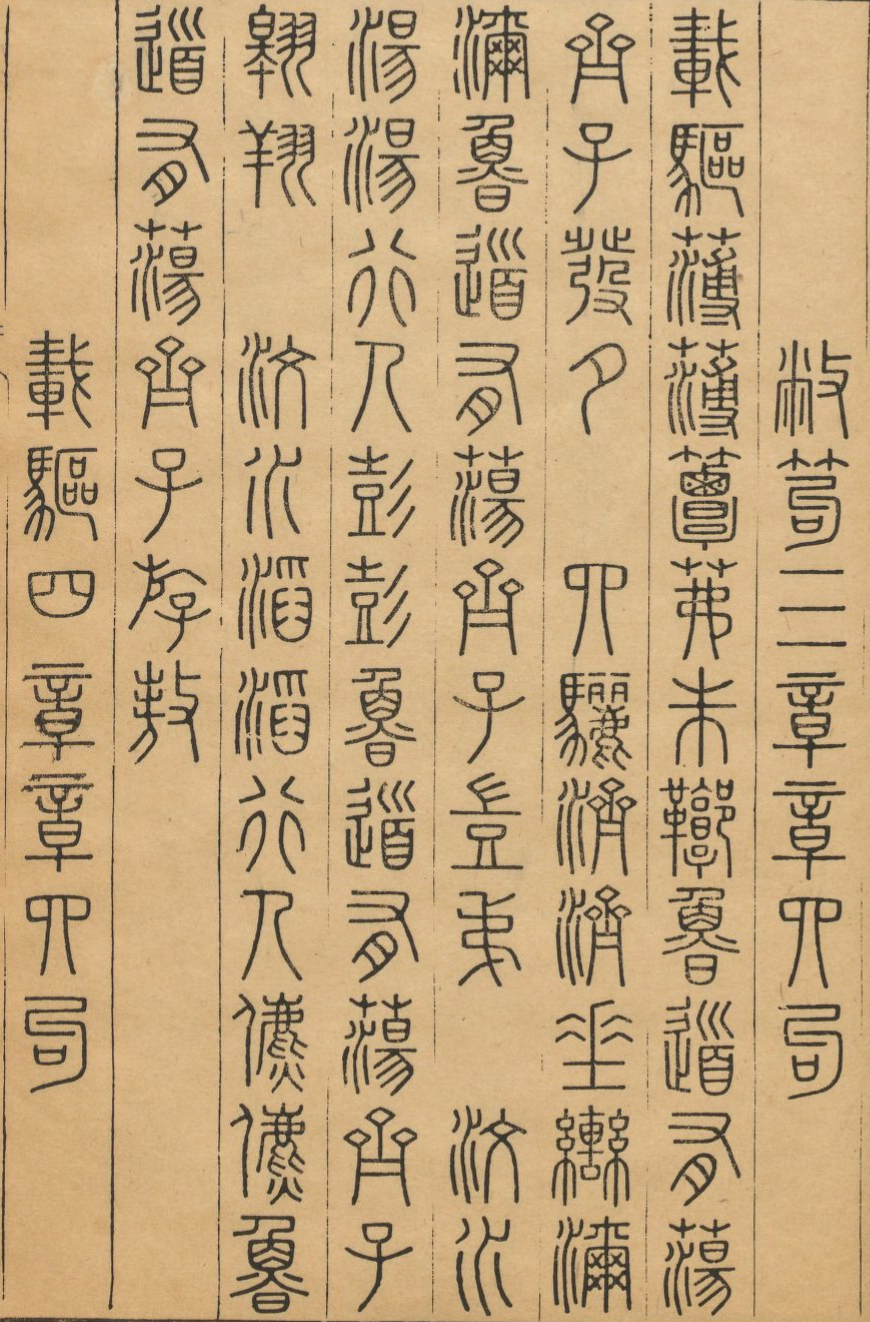 敝笱三章章四句
載驅薄薄簟茀朱鞹魯道有蕩
齊子發夕　四驪濟濟垂轡濔
濔魯道有蕩齊子豈弟　汶水
湯湯行人彭彭魯道有蕩齊子
翱翔　汶水滔滔行人儦儦魯
道有蕩齊子游敖
載驅四章章四句